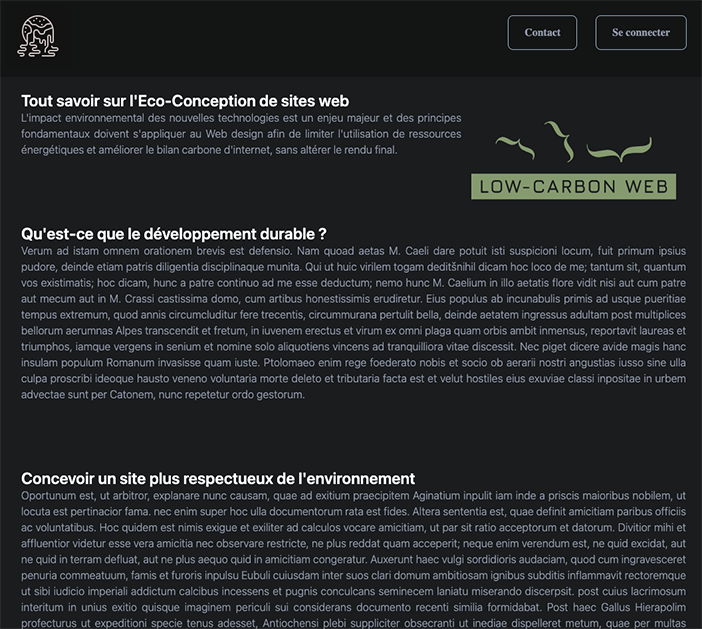 Contact
Se connecter
Tout savoir sur l'Eco-Conception de sites web
L'impact environnemental des nouvelles technologies est un enjeu majeur et des principes
fondamentaux doivent s'appliquer au Web design afin de limiter l'utilisation de ressources
énergétiques et améliorer le bilan carbone d'internet, sans altérer le rendu final.
LOW-CARBON WEB
Qu'est-ce que le développement durable ?
Verum ad istam omnem orationem brevis est defensio. Nam quoad aetas M. Caeli dare potuit isti suspicioni locum, fuit primum ipsius
pudore, deinde etiam patris diligentia disciplinaque munita. Qui ut huic virilem togam deditšnihil dicam hoc loco de me; tantum sit, quantum
vos existimatis; hoc dicam, hunc a patre continuo ad me esse deductum; nemo hunc M. Caelium in illo aetatis flore vidit nisi aut cum patre
aut mecum aut in M. Crassi castissima domo, cum artibus honestissimis erudiretur. Eius populus ab incunabulis primis ad usque pueritiae
tempus extremum, quod annis circumcluditur fere trecentis, circummurana pertulit bella, deinde aetatem ingressus adultam post multiplices
bellorum aerumnas Alpes transcendit et fretum, in iuvenem erectus et virum ex omni plaga quam orbis ambit inmensus, reportavit laureas et
triumphos, iamque vergens in senium et nomine solo aliquotiens vincens ad tranquilliora vitae discessit. Nec piget dicere avide magis hanc
insulam populum Romanum invasisse quam iuste. Ptolomaeo enim rege foederato nobis et socio ob aerarii nostri angustias iusso sine ulla
culpa proscribi ideoque hausto veneno voluntaria morte deleto et tributaria facta est et velut hostiles eius exuviae classi inpositae in urbem
advectae sunt per Catonem, nunc repetetur ordo gestorum.
Concevoir un site plus respectueux de l'environnement
Oportunum est, ut arbitror, explanare nunc causam, quae ad exitium praecipitem Aginatium inpulit iam inde a priscis maioribus nobilem, ut
locuta est pertinacior fama. nec enim super hoc ulla documentorum rata est fides. Altera sententia est, quae definit amicitiam paribus officiis
ac voluntatibus. Hoc quidem est nimis exigue et exiliter ad calculos vocare amicitiam, ut par sit ratio acceptorum et datorum. Divitior mihi et
affluentior videtur esse vera amicitia nec observare restricte, ne plus reddat quam acceperit; neque enim verendum est, ne quid excidat, aut
ne quid in terram defluat, aut ne plus aequo quid in amicitiam congeratur. Auxerunt haec vulgi sordidioris audaciam, quod cum ingravesceret
penuria commeatuum, famis et furoris inpulsu Eubuli cuiusdam inter suos clari domum ambitiosam ignibus subditis inflammavit rectoremque
ut sibi iudicio imperiali addictum calcibus incessens et pugnis conculcans seminecem laniatu miserando discerpsit. post cuius lacrimosum
interitum in unius exitio quisque imaginem periculi sui considerans documento recenti similia formidabat. Post haec Gallus Hierapolim
profecturus ut expeditioni specie tenus adesset, Antiochensi plebi suppliciter obsecranti ut inediae dispelleret metum, quae per multas